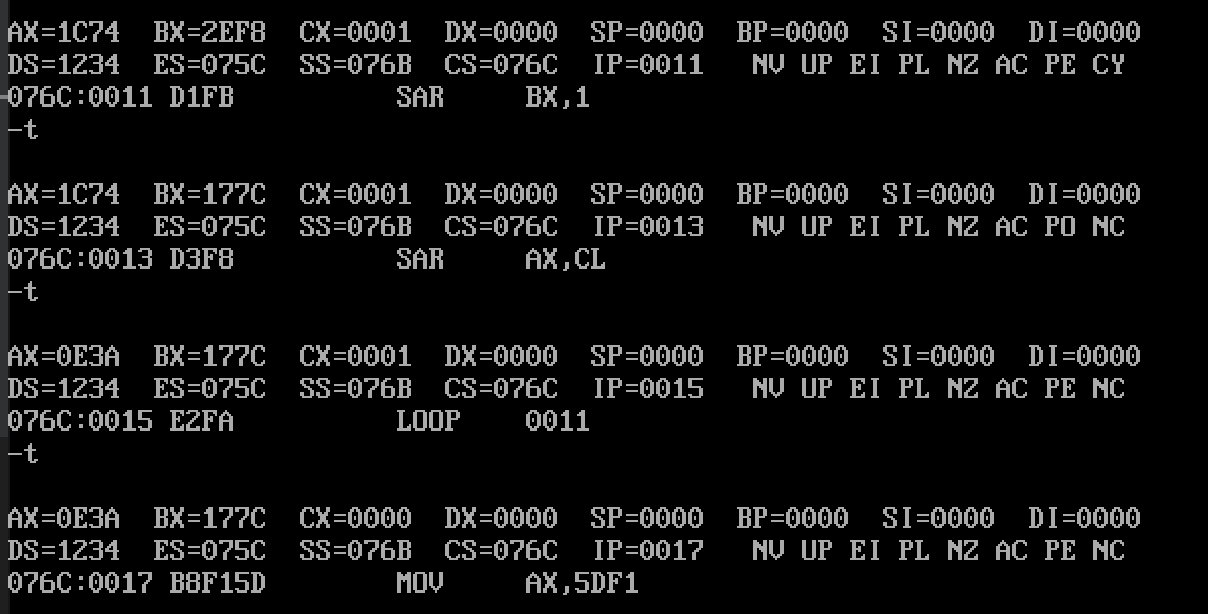 AX=1C74  BX=2EF8  CX=0001  DX=0000  SP=0000  BP=0000  SI=0000  DI=0000
DS=1234  ES=075C  SS=076B  CS=076C  IP=0011   NV UP EI PL NZ AC PE CY
076C:0011 D1FB          SAR     BX,1
-t
AX=1C74  BX=177C  CX=0001  DX=0000  SP=0000  BP=0000  SI=0000  DI=0000
DS=1234  ES=075C  SS=076B  CS=076C  IP=0013   NV UP EI PL NZ AC PO NC
076C:0013 D3F8          SAR     AX,CL
-t
AX=0E3A  BX=177C  CX=0001  DX=0000  SP=0000  BP=0000  SI=0000  DI=0000
DS=1234  ES=075C  SS=076B  CS=076C  IP=0015   NV UP EI PL NZ AC PE NC
076C:0015 E2FA          LOOP    0011
-t
AX=0E3A  BX=177C  CX=0000  DX=0000  SP=0000  BP=0000  SI=0000  DI=0000
DS=1234  ES=075C  SS=076B  CS=076C  IP=0017   NV UP EI PL NZ AC PE NC
076C:0017 B8F15D        MOV     AX,5DF1